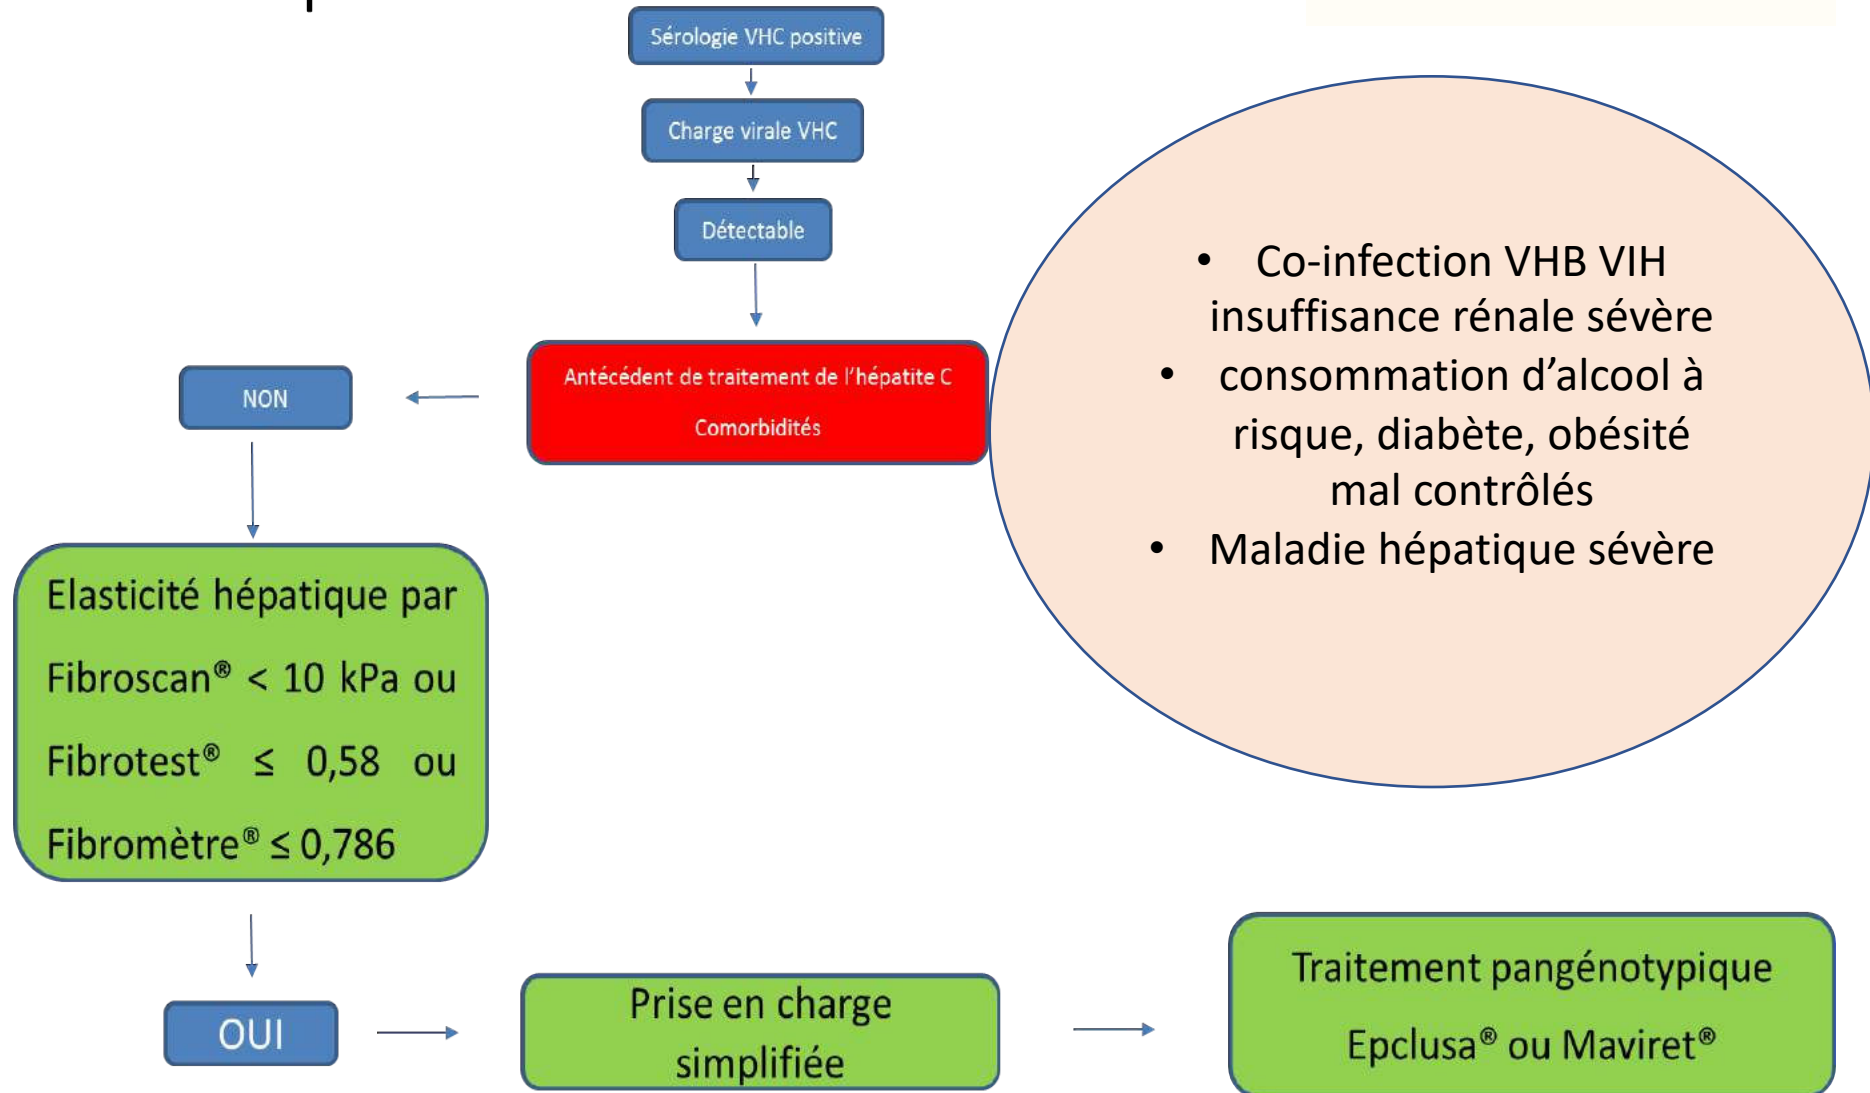 Sérologie VHC positive
Charge virale VHC
Détectable
Antécédent de traitement de l'hépatite C
Comorbidités
• Co-infection VHB VIH
insuffisance rénale sévère
• consommation d’alcool à
risque, diabète, obésité
mal contrôlés
• Maladie hépatique sévère
NON
Elasticité hépatique par
Fibroscan® < 10 kPa ou
Fibrotest® ≤ 0,58 ou
Fibromètre® ≤ 0,786
OUI
Prise en charge
simplifiée
Traitement pangénotypique
Epclusa® ou Maviret®